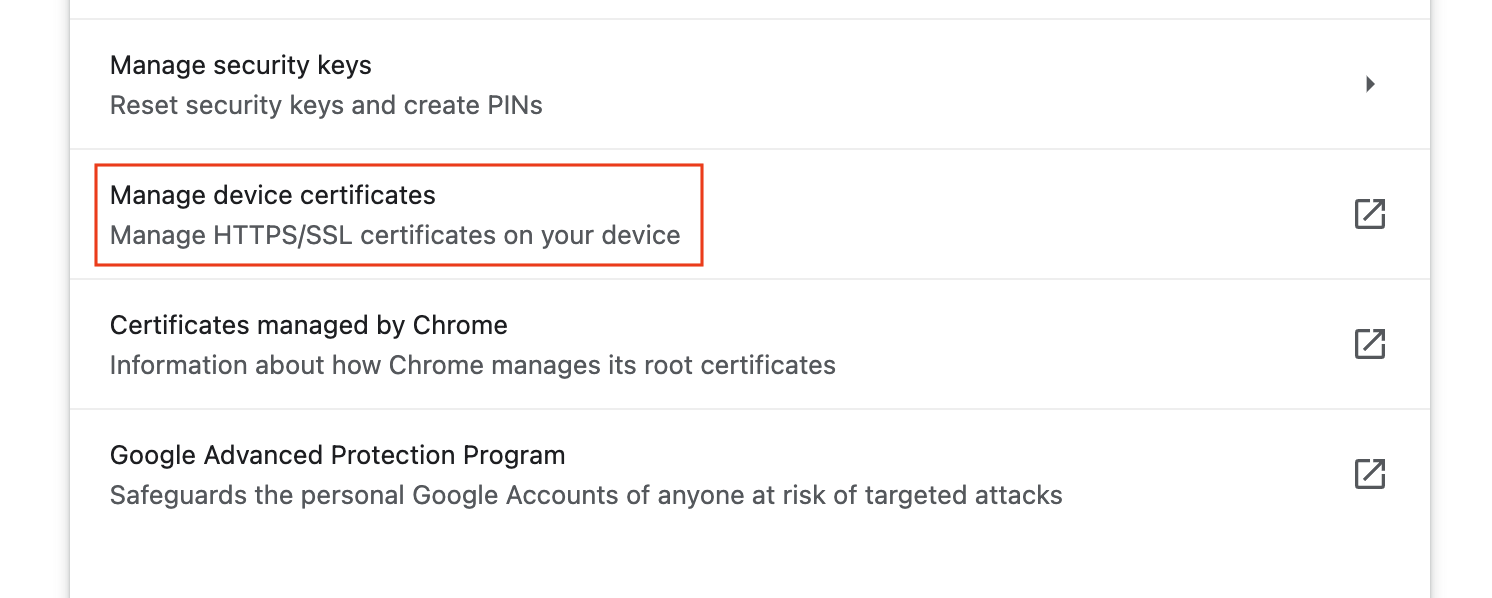 Manage security keys
Reset security keys and create PINs
Manage device certificates
Manage HTTPS/SSL certificates on your device
Certificates managed by Chrome
Information about how Chrome manages its root certificates
Google Advanced Protection Program
Safeguards the personal Google Accounts of anyone at risk of targeted attacks